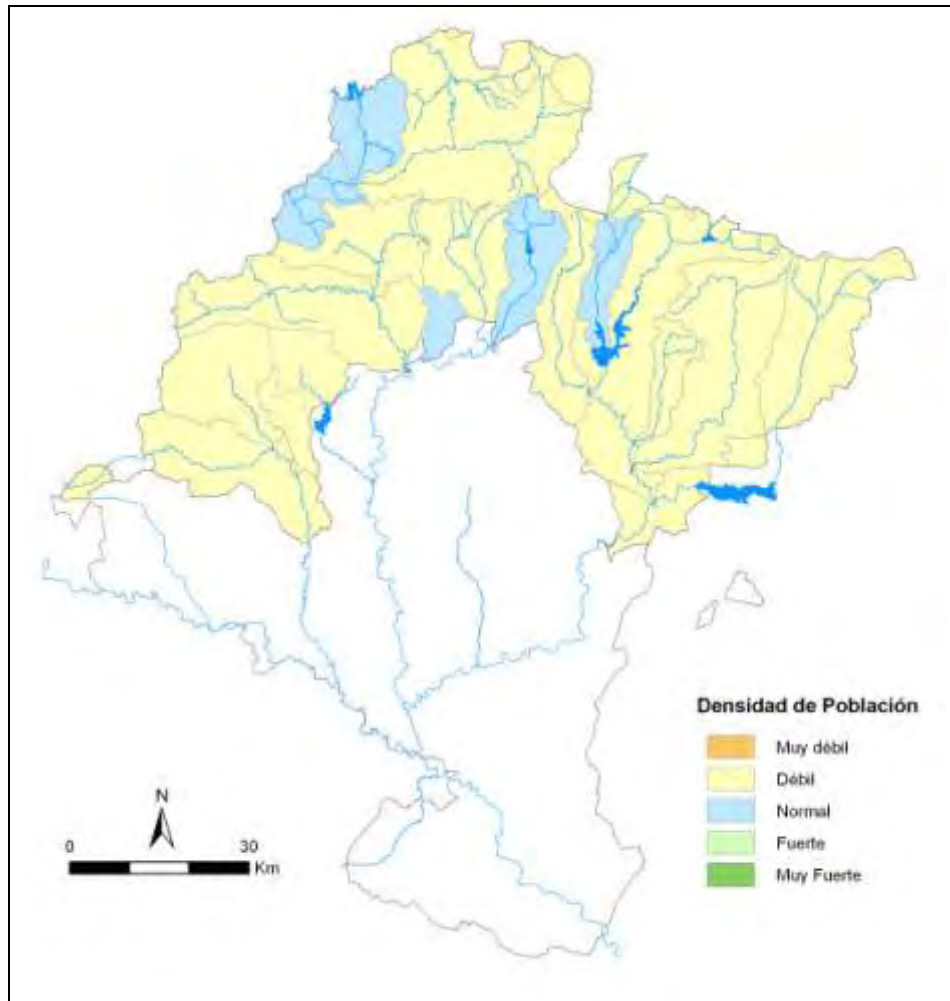 Densidad de Población
Muy débil
Débil
Normal
Fuerte
Muy Fuerte
N
0 30
Km